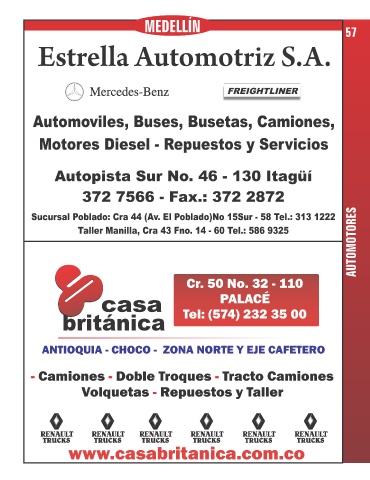 MEDELLÍN
57
Estrella Automotriz S.A.
Mercedes-Benz FREIGHTLINER
Automoviles, Buses, Busetas, Camiones,
Motores Diesel - Repuestos y Servicios
Autopista Sur No. 46 - 130 Itagüí
372 7566 - Fax.: 372 2872
Sucursal Poblado: Cra 44 (Av. El Poblado)No 15Sur - 58 Tel.: 313 1222
Taller Manilla, Cra 43 Fno. 14 - 60 Tel.: 586 9325
AUTOMOTORES
casa
británica
Cr. 50 No. 32 - 110
PALACÉ
Tel: (574) 232 35 00
ANTIOQUIA - CHOCO - ZONA NORTE Y EJE CAFETERO
- Camiones - Doble Troques - Tracto Camiones
Volquetas - Repuestos y Taller
RENAULT RENAULT RENAULT RENAULT RENAULT RENAULT
TRUCKS TRUCKS TRUCKS TRUCKS TRUCKS TRUCKS
www.casabritanica.com.co